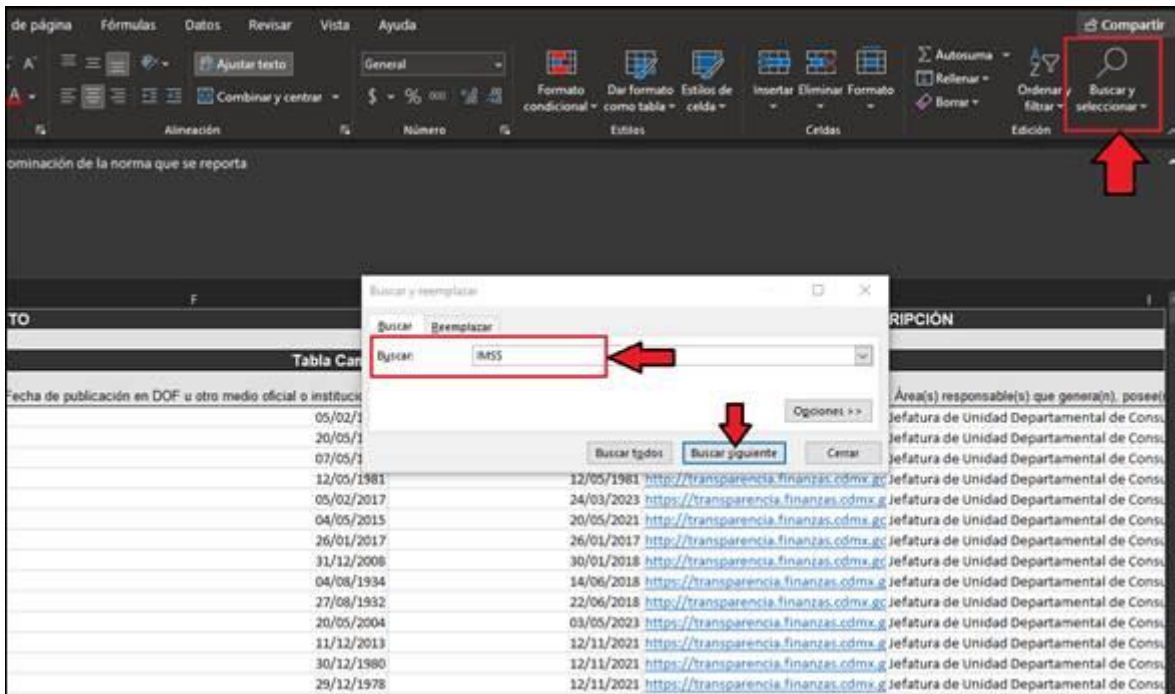 de página Fórmulas Datos Revisar Vista Ayuda Compartir
Ajustar texto General Autosuma
Combinar y centrar Rellenar
Borrar
Formato condicional Dar formato como tabla Estilos de celda Insertar Eliminar Formato Ordenar y filtrar Buscar y seleccionar
Alineación Número Estilos Celdas Edición
ominación de la norma que se reporta
F
Buscar y reemplazar
Buscar Reemplazar
Buscar: IMSS
Opciones >>
Buscar todos Buscar siguiente Cerrar
TO RIPCIÓN
Tabla Cam
Fecha de publicación en DOF u otro medio oficial o institucio Área(s) responsable(s) que genera(n), posee(n
05/02/1 Jefatura de Unidad Departamental de Consu
20/05/1 Jefatura de Unidad Departamental de Consu
07/05/1 Jefatura de Unidad Departamental de Consu
12/05/1981 12/05/1981 http://transparencia.finanzas.cdmx.gc Jefatura de Unidad Departamental de Consu
05/02/2017 24/03/2023 https://transparencia.finanzas.cdmx.g Jefatura de Unidad Departamental de Consu
04/05/2015 20/05/2021 http://transparencia.finanzas.cdmx.gc Jefatura de Unidad Departamental de Consu
26/01/2017 26/01/2017 http://transparencia.finanzas.cdmx.gc Jefatura de Unidad Departamental de Consu
31/12/2008 30/01/2018 http://transparencia.finanzas.cdmx.gc Jefatura de Unidad Departamental de Consu
04/08/1934 14/06/2018 https://transparencia.finanzas.cdmx.g Jefatura de Unidad Departamental de Consu
27/08/1932 22/06/2018 http://transparencia.finanzas.cdmx.gc Jefatura de Unidad Departamental de Consu
20/05/2004 03/05/2023 https://transparencia.finanzas.cdmx.g Jefatura de Unidad Departamental de Consu
11/12/2013 12/11/2021 https://transparencia.finanzas.cdmx.g Jefatura de Unidad Departamental de Consu
30/12/1980 12/11/2021 https://transparencia.finanzas.cdmx.g Jefatura de Unidad Departamental de Consu
29/12/1978 12/11/2021 https://transparencia.finanzas.cdmx.g Jefatura de Unidad Departamental de Consu